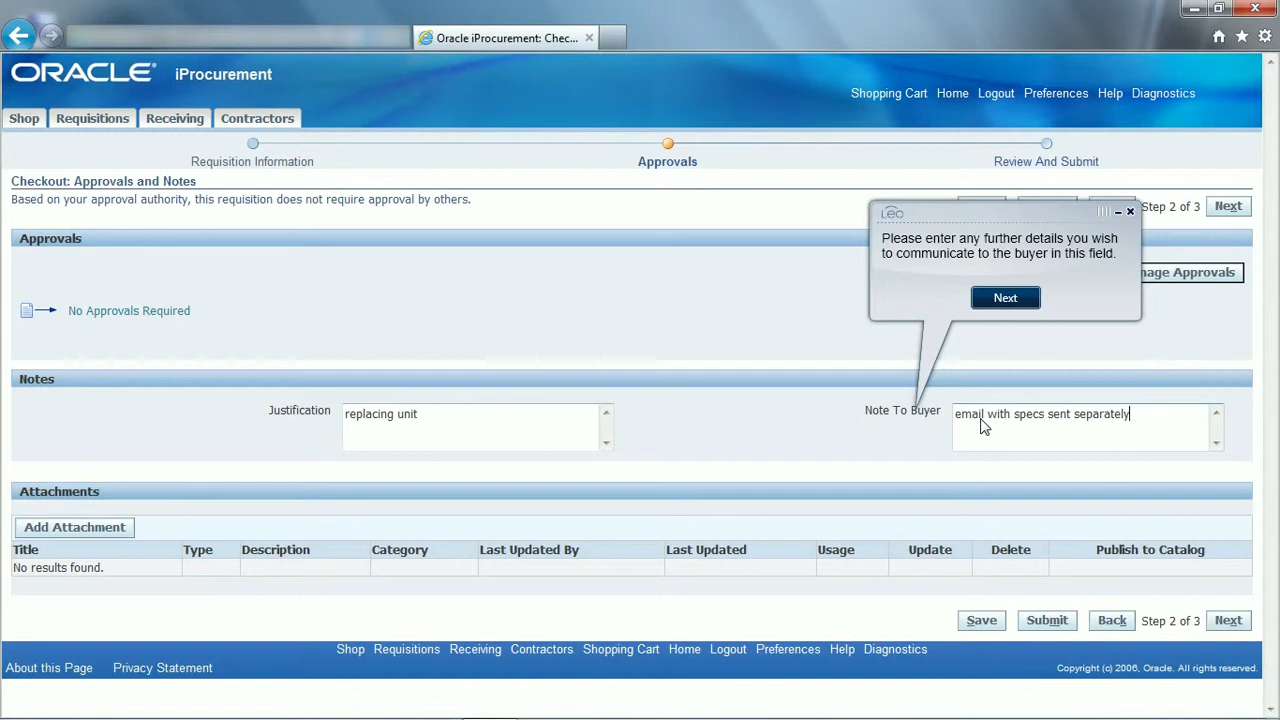 Oracle iProcurement: Chec...
ORACLE® iProcurement
Shopping Cart Home Logout Preferences Help Diagnostics
Shop Requisitions Receiving Contractors
Requisition Information Approvals Review And Submit
Checkout: Approvals and Notes
Based on your approval authority, this requisition does not require approval by others.
Step 2 of 3 Next
Leo
Please enter any further details you wish
to communicate to the buyer in this field.
Next
Approvals
Approvals
No Approvals Required
Notes
Justification replacing unit
Note To Buyer email with specs sent separately
Attachments
Add Attachment
Title Type Description Category Last Updated By Last Updated Usage Update Delete Publish to Catalog
No results found.
Save Submit Back Step 2 of 3 Next
Shop Requisitions Receiving Contractors Shopping Cart Home Logout Preferences Help Diagnostics
About this Page Privacy Statement
Copyright (c) 2006, Oracle. All rights reserved.